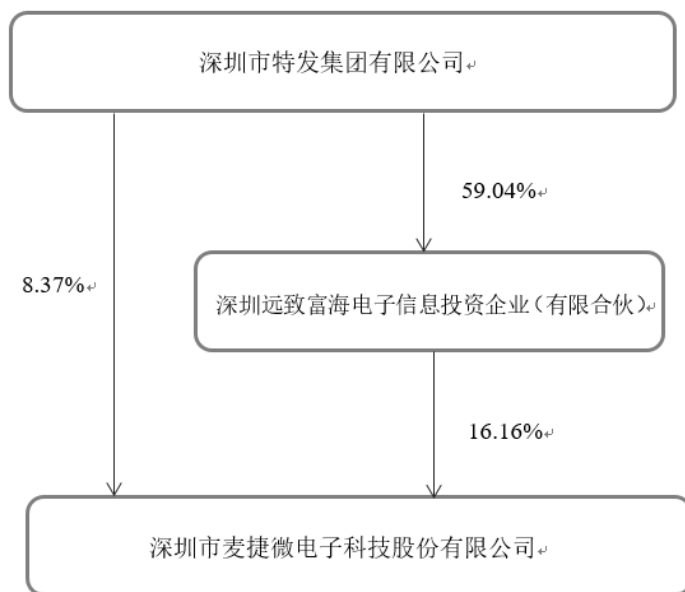 深圳市特发集团有限公司
59.04%
8.37%
深圳远致富海电子信息投资企业（有限合伙）
16.16%
深圳市麦捷微电子科技股份有限公司